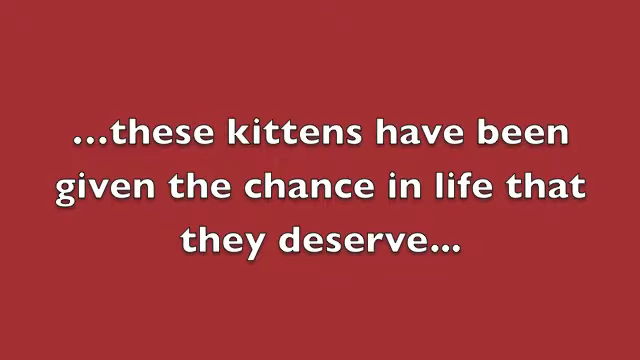 ...these kittens have been
given the chance in life that
they deserve...